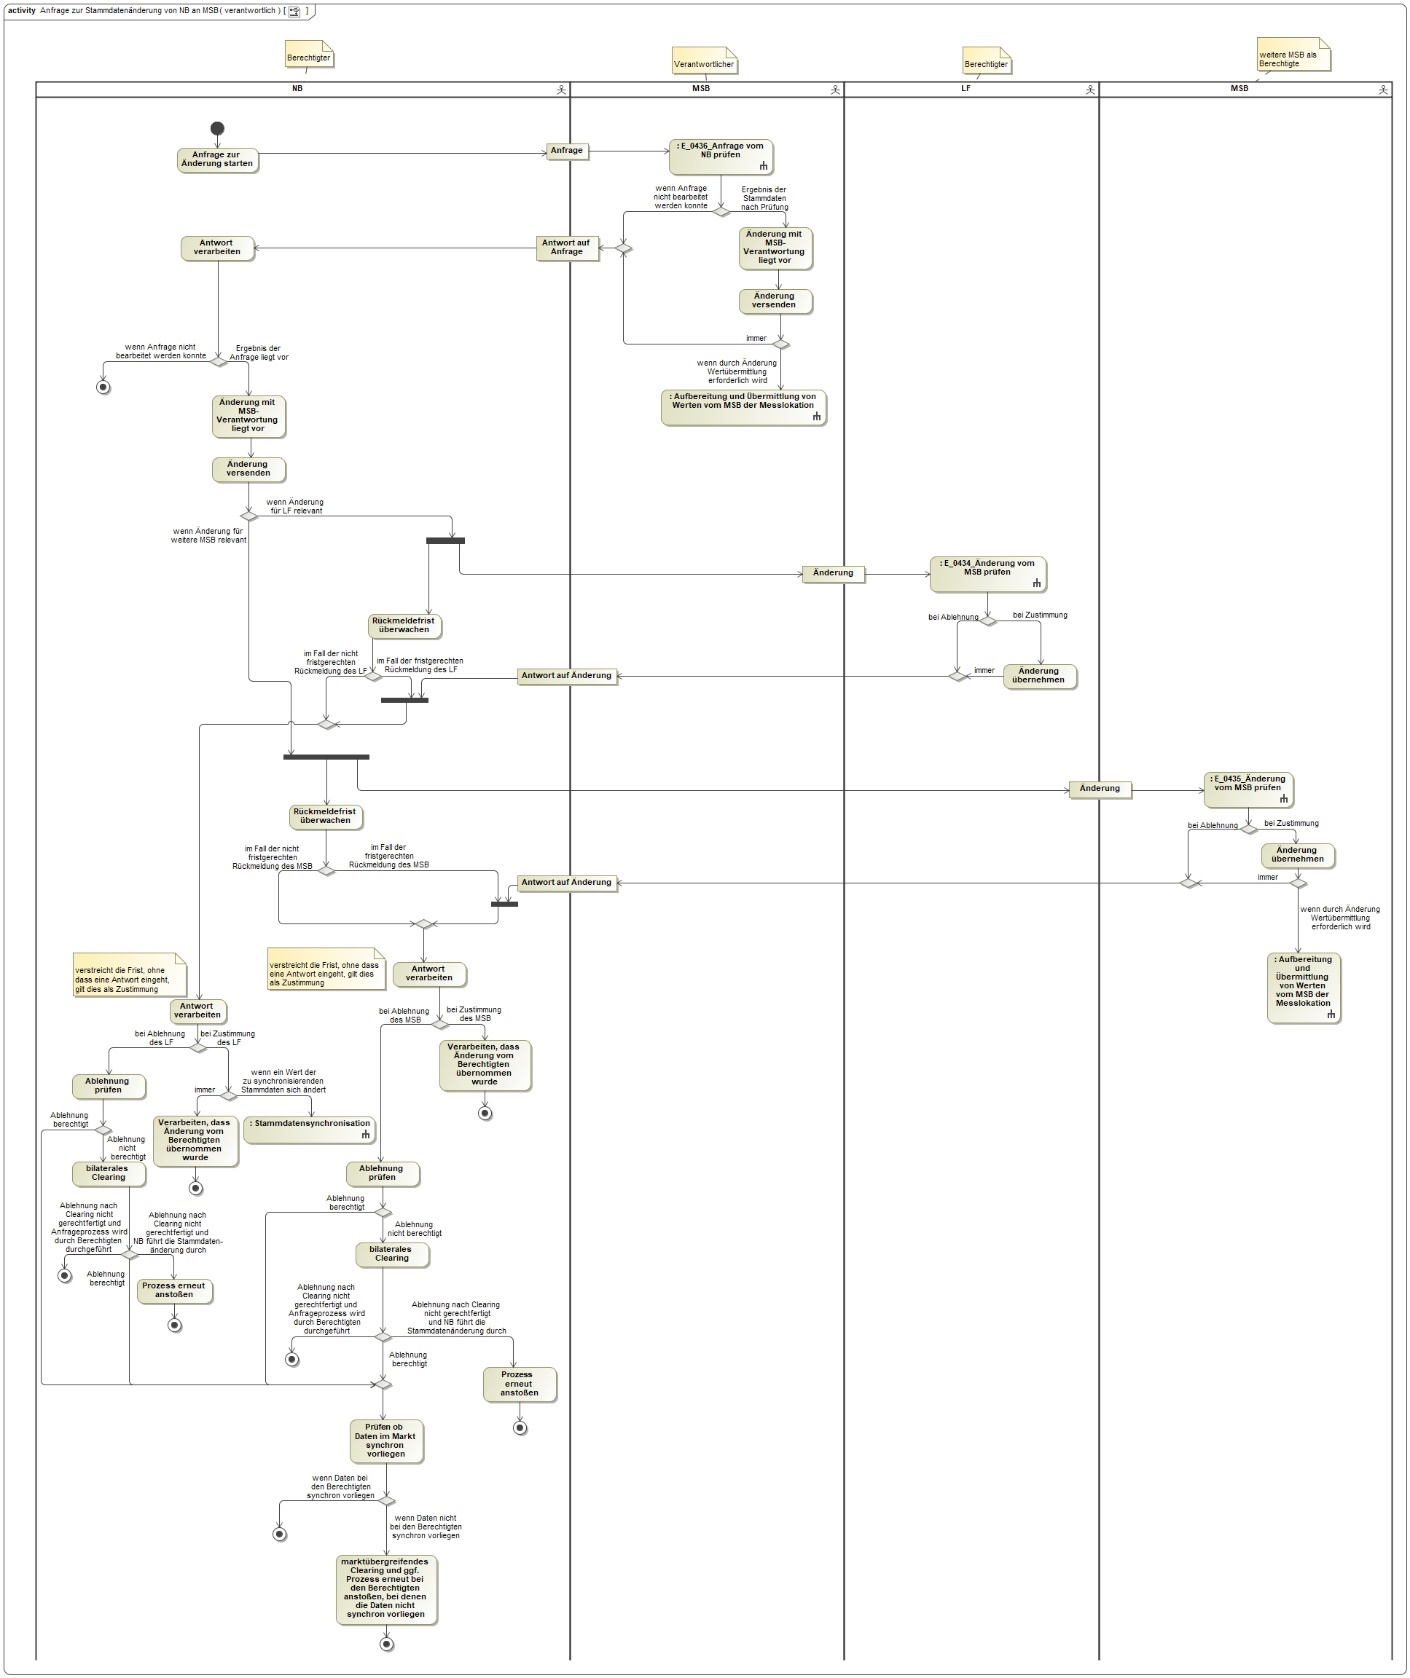 activity Anfrage zur Stammdatenänderung von NB an MSB( verantwortlich ) [ ]
Berechtigter
Verantwortlicher
Berechtigter
weitere MSB als
Berechtigte
NB
MSB
LF
MSB
Anfrage zur
Änderung starten
Anfrage
: E_0436_Anfrage vom
NB prüfen
wenn Anfrage
nicht bearbeitet
werden konnte
Ergebnis der
Stammdaten
nach Prüfung
Antwort
verarbeiten
Antwort auf
Anfrage
Änderung mit
MSB-
Verantwortung
liegt vor
Änderung
versenden
immer
wenn Anfrage nicht
bearbeitet werden konnte
Ergebnis der
Anfrage liegt vor
wenn durch Änderung
Wertübermittlung
erforderlich wird
: Aufbereitung und Übermittlung von
Werten vom MSB der Messlokation
Änderung mit
MSB-
Verantwortung
liegt vor
Änderung
versenden
wenn Änderung
für LF relevant
wenn Änderung für
weitere MSB relevant
Änderung
: E_0434_Änderung vom
MSB prüfen
bei Ablehnung
bei Zustimmung
Rückmeldefrist
überwachen
im Fall der nicht
fristgerechten
Rückmeldung des LF
im Fall der fristgerechten
Rückmeldung des LF
Antwort auf Änderung
immer
Änderung
übernehmen
Änderung
: E_0435_Änderung
vom MSB prüfen
Rückmeldefrist
überwachen
bei Ablehnung
bei Zustimmung
im Fall der nicht
fristgerechten
Rückmeldung des MSB
im Fall der
fristgerechten
Rückmeldung des MSB
Änderung
übernehmen
Antwort auf Änderung
immer
wenn durch Änderung
Wertübermittlung
erforderlich wird
: Aufbereitung
und
Übermittlung
von Werten
vom MSB der
Messlokation
verstreicht die Frist, ohne
dass eine Antwort eingeht,
gilt dies als Zustimmung
verstreicht die Frist, ohne dass
eine Antwort eingeht, gilt dies
als Zustimmung
Antwort
verarbeiten
Antwort
verarbeiten
bei Ablehnung
des MSB
bei Zustimmung
des MSB
bei Ablehnung
des LF
bei Zustimmung
des LF
Verarbeiten, dass
Änderung vom
Berechtigten
übernommen
wurde
Ablehnung
prüfen
immer
wenn ein Wert der
zu synchronisierenden
Stammdaten sich ändert
Ablehnung
berechtigt
Verarbeiten, dass
Änderung vom
Berechtigten
übernommen
wurde
: Stammdatensynchronisation
Ablehnung
nicht
berechtigt
bilaterales
Clearing
Ablehnung
prüfen
Ablehnung
berechtigt
Ablehnung
nicht berechtigt
Ablehnung nach
Clearing nicht
gerechtfertigt und
Anfrageprozess wird
durch Berechtigten
durchgeführt
Ablehnung nach
Clearing nicht
gerechtfertigt und
NB führt die Stammdaten-
änderung durch
bilaterales
Clearing
Ablehnung
berechtigt
Prozess erneut
anstoßen
Ablehnung nach
Clearing nicht
gerechtfertigt und
Anfrageprozess wird
durch Berechtigten
durchgeführt
Ablehnung nach Clearing
nicht gerechtfertigt
und NB führt die
Stammdatenänderung durch
Ablehnung
berechtigt
Prozess
erneut
anstoßen
Prüfen ob
Daten im Markt
synchron
vorliegen
wenn Daten bei
den Berechtigten
synchron vorliegen
wenn Daten nicht
bei den Berechtigten
synchron vorliegen
marktübergreifendes
Clearing und ggf.
Prozess erneut bei
den Berechtigten
anstoßen, bei denen
die Daten nicht
synchron vorliegen